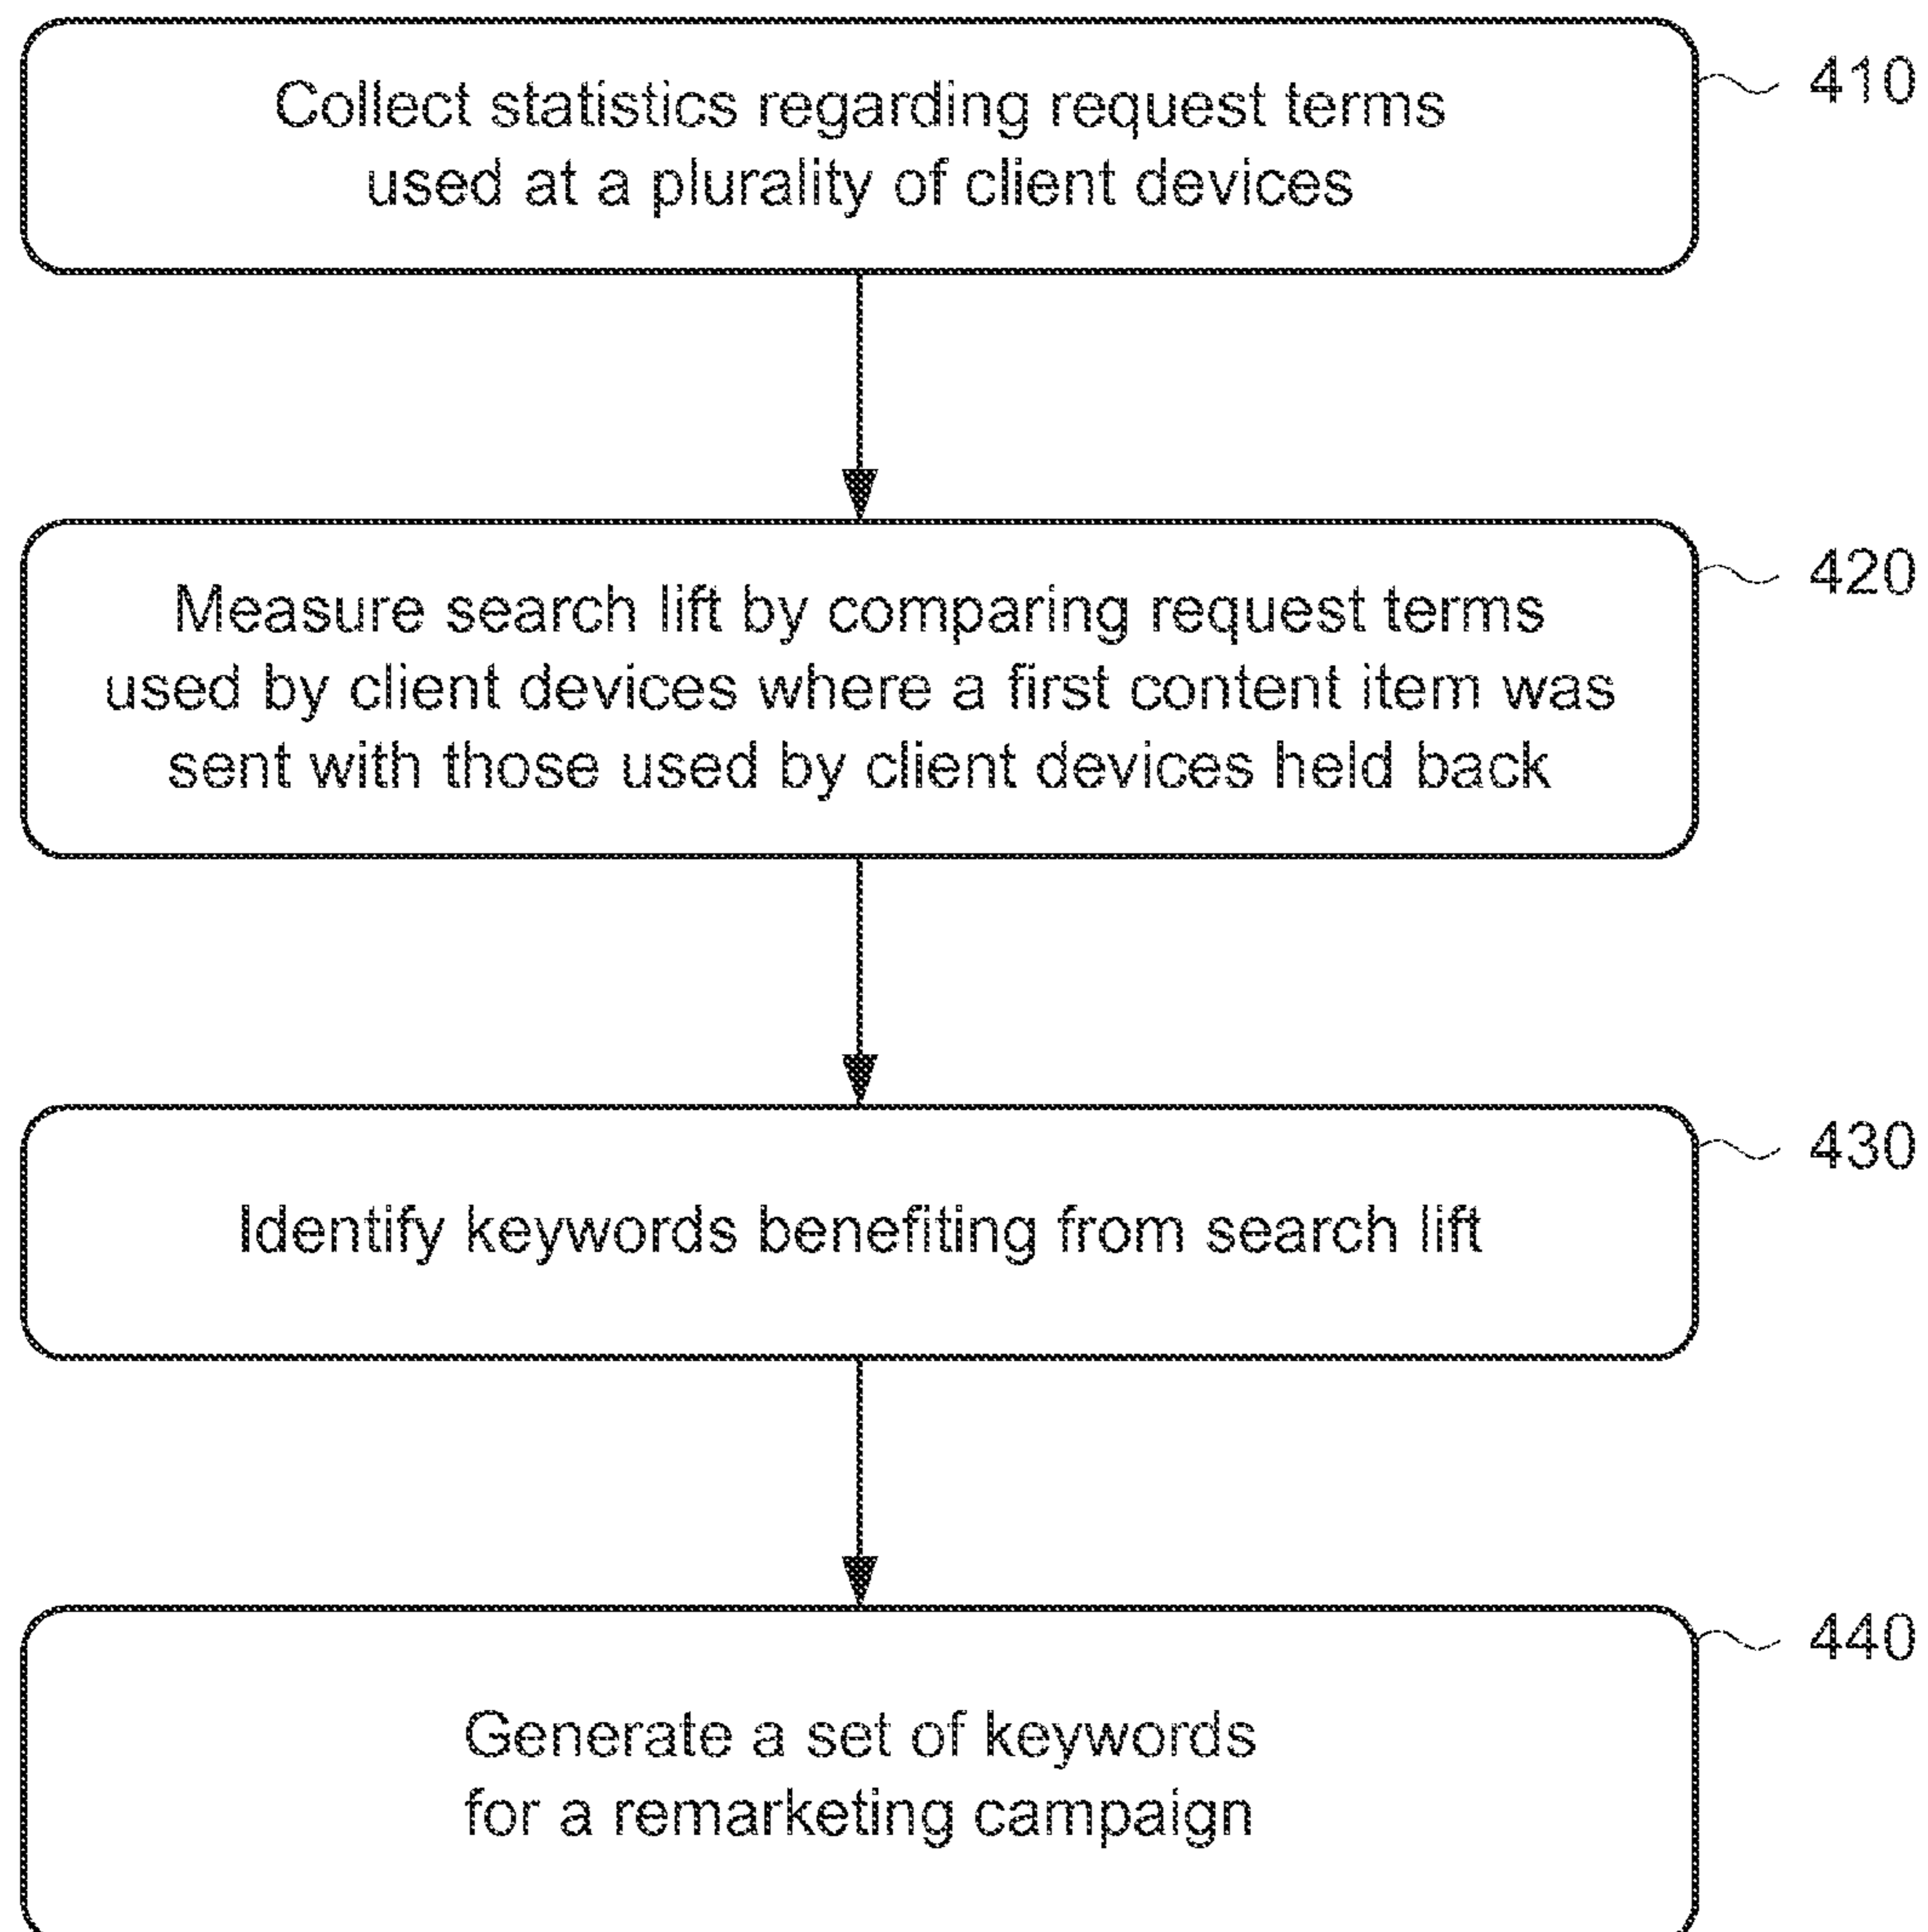 Collect statistics regarding request terms
used at a plurality of client devices
410
Measure search lift by comparing request terms
used by client devices where a first content item was
sent with those used by client devices held back
420
Identify keywords benefiting from search lift
430
Generate a set of keywords
for a remarketing campaign
440